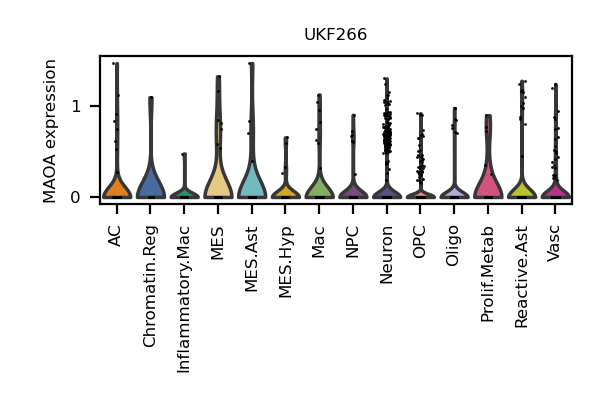 UKF266
MAOA expression
1
0
AC
Chromatin.Reg
Inflammatory.Mac
MES
MES.Ast
MES.Hyp
Mac
NPC
Neuron
OPC
Oligo
Prolif.Metab
Reactive.Ast
Vasc